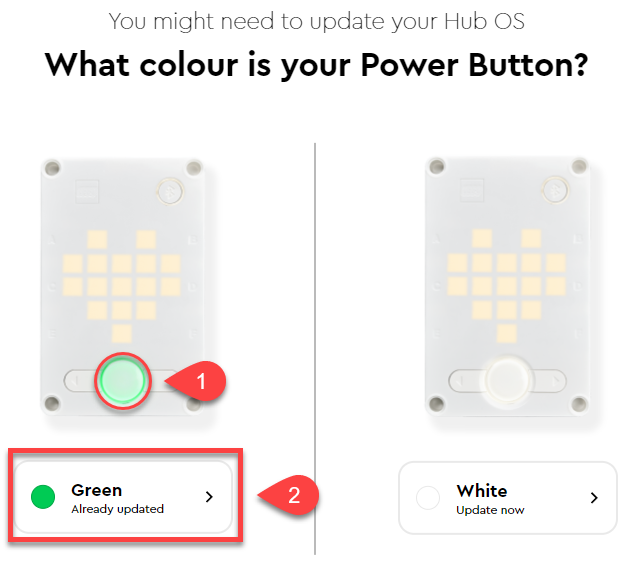 You might need to update your Hub OS
What colour is your Power Button?
1
Green
Already updated
2
White
Update now